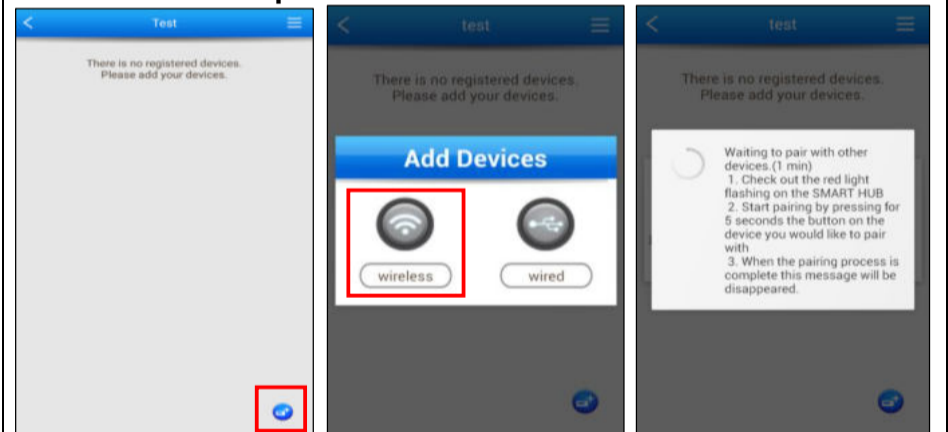 Test
There is no registered devices.
Please add your devices.
test
There is no registered devices.
Please add your devices.
Add Devices
wireless
wired
test
There is no registered devices.
Please add your devices.
Waiting to pair with other
devices.(1 min)
1. Check out the red light
flashing on the SMART HUB
2. Start pairing by pressing for
5 seconds the button on the
device you would like to pair
with
3. When the pairing process is
complete this message will be
disappeared.